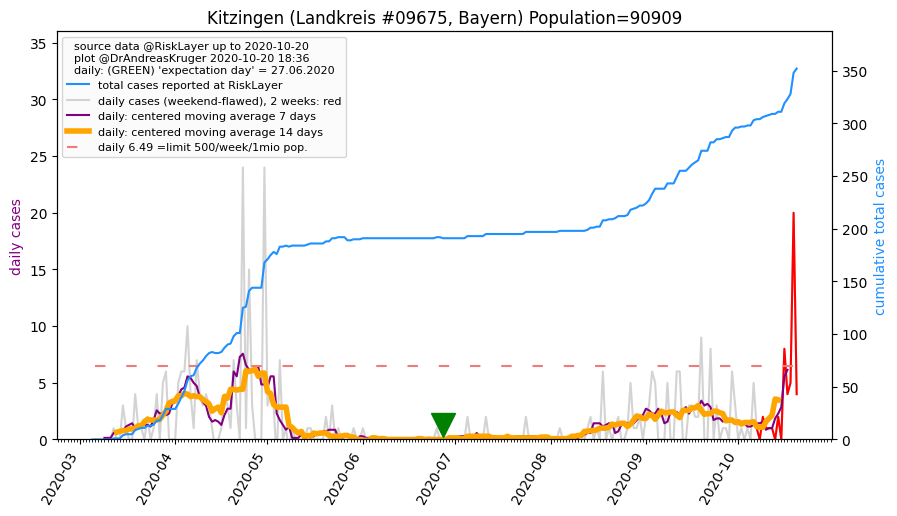 Kitzingen (Landkreis #09675, Bayern) Population=90909
source data @RiskLayer up to 2020-10-20
plot @DrAndreasKruger 2020-10-20 18:36
daily: (GREEN) 'expectation day' = 27.06.2020
total cases reported at RiskLayer
daily cases (weekend-flawed), 2 weeks: red
daily: centered moving average 7 days
daily: centered moving average 14 days
daily 6.49 =limit 500/week/1mio pop.
daily cases
35
30
25
20
15
10
5
0
cumulative total cases
350
300
250
200
150
100
50
0
2020-03
2020-04
2020-05
2020-06
2020-07
2020-08
2020-09
2020-10